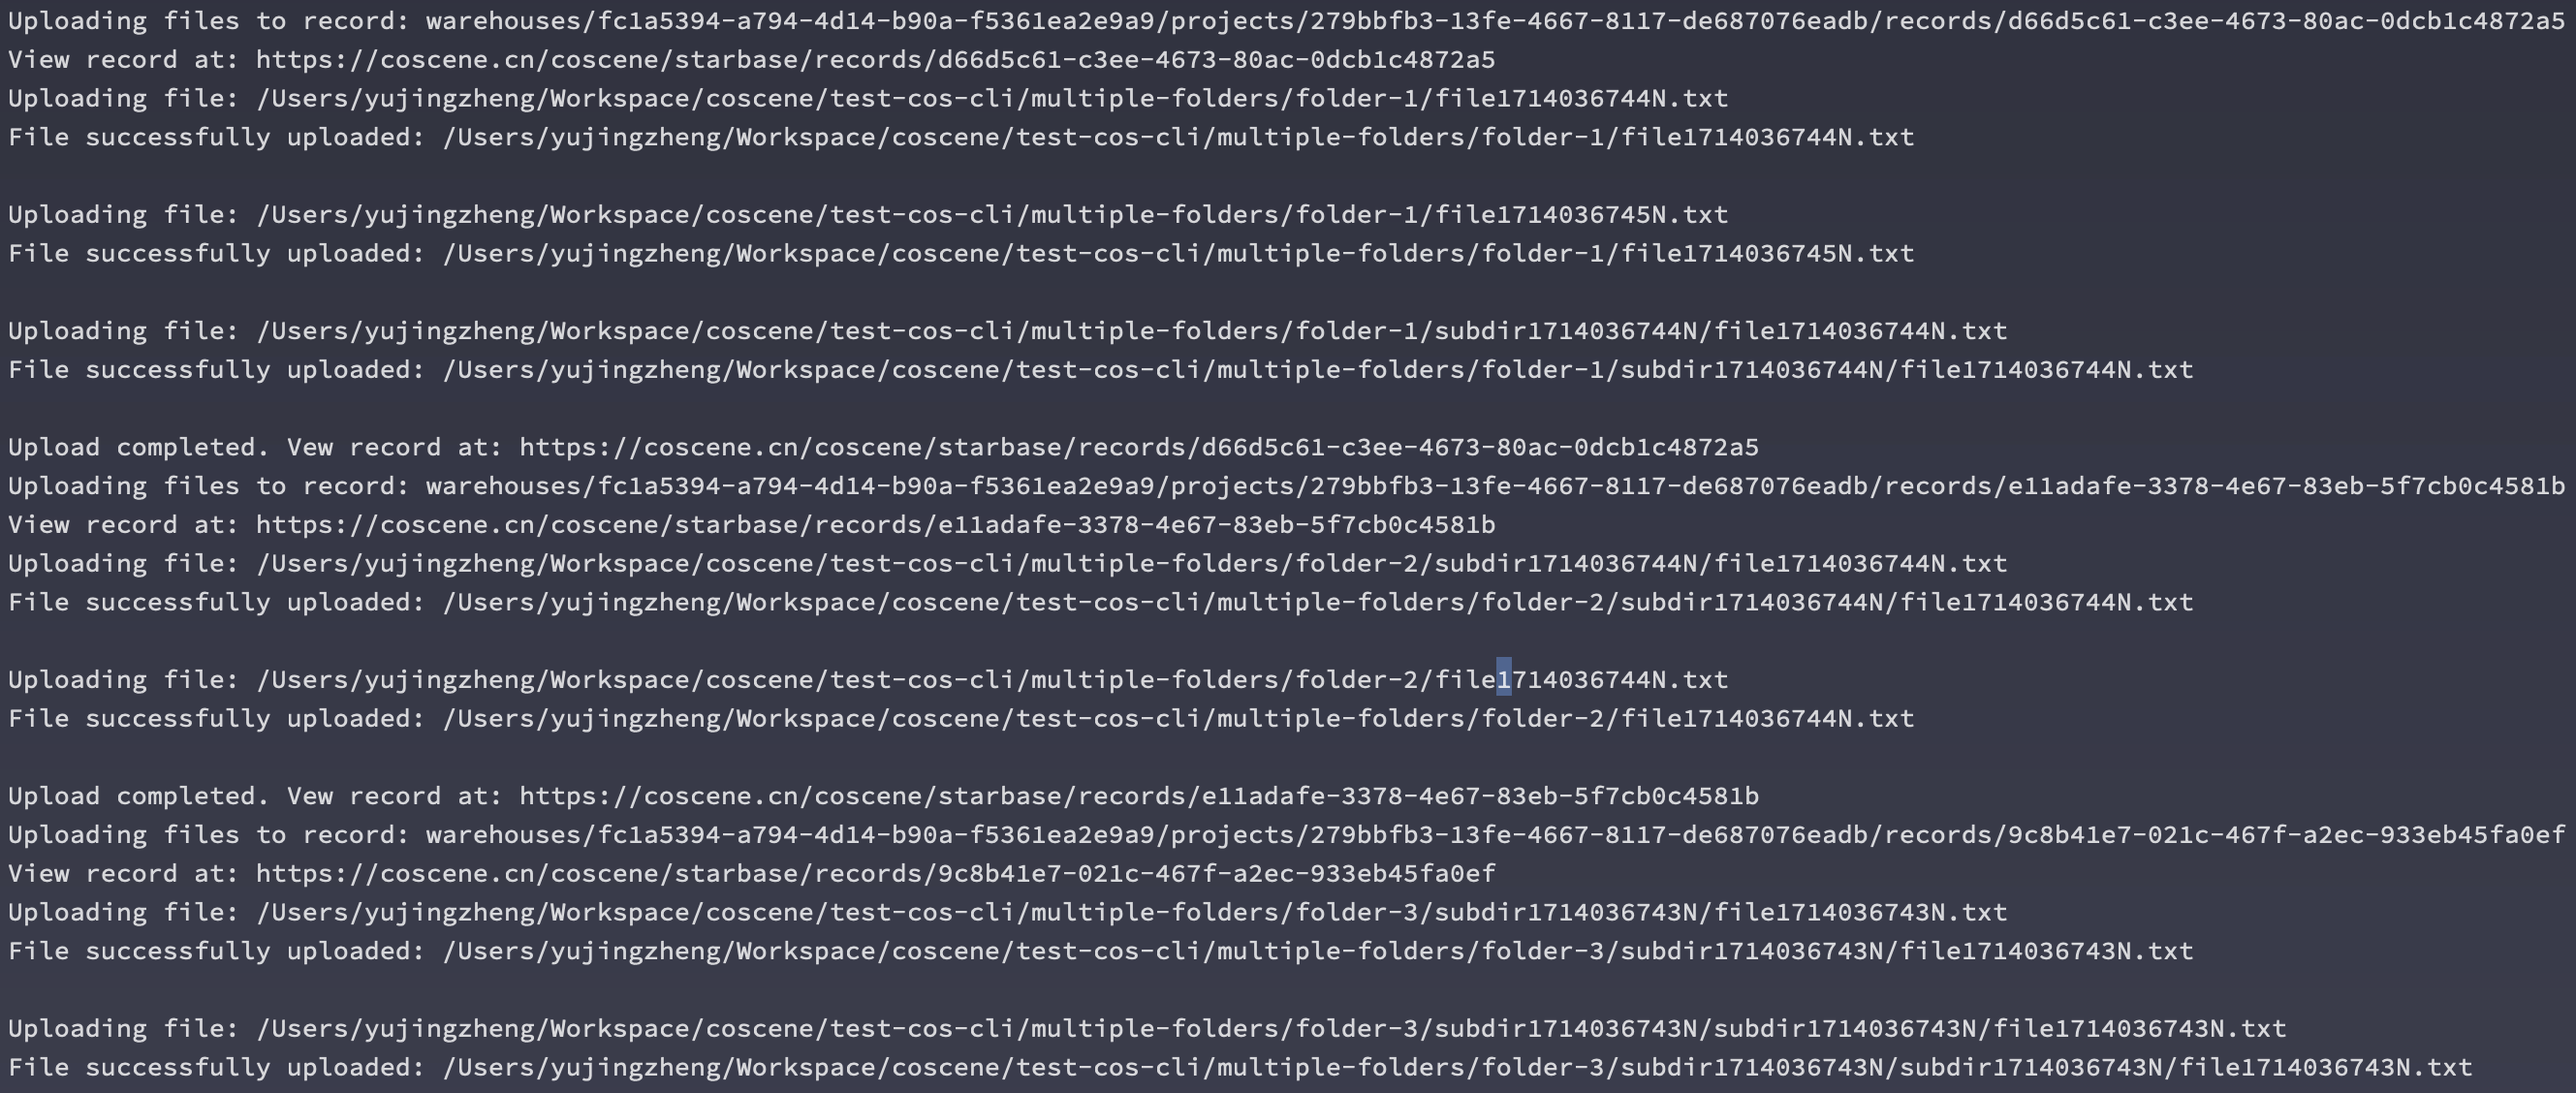 Uploading files to record: warehouses/fc1a5394-a794-4d14-b90a-f5361ea2e9a9/projects/279bbfb3-13fe-4667-8117-de687076eadb/records/d66d5c61-c3ee-4673-80ac-0dcb1c4872a5
View record at: https://coscene.cn/coscene/starbase/records/d66d5c61-c3ee-4673-80ac-0dcb1c4872a5
Uploading file: /Users/yujingzheng/Workspace/coscene/test-cos-cli/multiple-folders/folder-1/file1714036744N.txt
File successfully uploaded: /Users/yujingzheng/Workspace/coscene/test-cos-cli/multiple-folders/folder-1/file1714036744N.txt
Uploading file: /Users/yujingzheng/Workspace/coscene/test-cos-cli/multiple-folders/folder-1/file1714036745N.txt
File successfully uploaded: /Users/yujingzheng/Workspace/coscene/test-cos-cli/multiple-folders/folder-1/file1714036745N.txt
Uploading file: /Users/yujingzheng/Workspace/coscene/test-cos-cli/multiple-folders/folder-1/subdir1714036744N/file1714036744N.txt
File successfully uploaded: /Users/yujingzheng/Workspace/coscene/test-cos-cli/multiple-folders/folder-1/subdir1714036744N/file1714036744N.txt
Upload completed. Vew record at: https://coscene.cn/coscene/starbase/records/d66d5c61-c3ee-4673-80ac-0dcb1c4872a5
Uploading files to record: warehouses/fc1a5394-a794-4d14-b90a-f5361ea2e9a9/projects/279bbfb3-13fe-4667-8117-de687076eadb/records/e11adafe-3378-4e67-83eb-5f7cb0c4581b
View record at: https://coscene.cn/coscene/starbase/records/e11adafe-3378-4e67-83eb-5f7cb0c4581b
Uploading file: /Users/yujingzheng/Workspace/coscene/test-cos-cli/multiple-folders/folder-2/subdir1714036744N/file1714036744N.txt
File successfully uploaded: /Users/yujingzheng/Workspace/coscene/test-cos-cli/multiple-folders/folder-2/subdir1714036744N/file1714036744N.txt
Uploading file: /Users/yujingzheng/Workspace/coscene/test-cos-cli/multiple-folders/folder-2/file1714036744N.txt
File successfully uploaded: /Users/yujingzheng/Workspace/coscene/test-cos-cli/multiple-folders/folder-2/file1714036744N.txt
Upload completed. Vew record at: https://coscene.cn/coscene/starbase/records/e11adafe-3378-4e67-83eb-5f7cb0c4581b
Uploading files to record: warehouses/fc1a5394-a794-4d14-b90a-f5361ea2e9a9/projects/279bbfb3-13fe-4667-8117-de687076eadb/records/9c8b41e7-021c-467f-a2ec-933eb45fa0ef
View record at: https://coscene.cn/coscene/starbase/records/9c8b41e7-021c-467f-a2ec-933eb45fa0ef
Uploading file: /Users/yujingzheng/Workspace/coscene/test-cos-cli/multiple-folders/folder-3/subdir1714036743N/file1714036743N.txt
File successfully uploaded: /Users/yujingzheng/Workspace/coscene/test-cos-cli/multiple-folders/folder-3/subdir1714036743N/file1714036743N.txt
Uploading file: /Users/yujingzheng/Workspace/coscene/test-cos-cli/multiple-folders/folder-3/subdir1714036743N/subdir1714036743N/file1714036743N.txt
File successfully uploaded: /Users/yujingzheng/Workspace/coscene/test-cos-cli/multiple-folders/folder-3/subdir1714036743N/subdir1714036743N/file1714036743N.txt